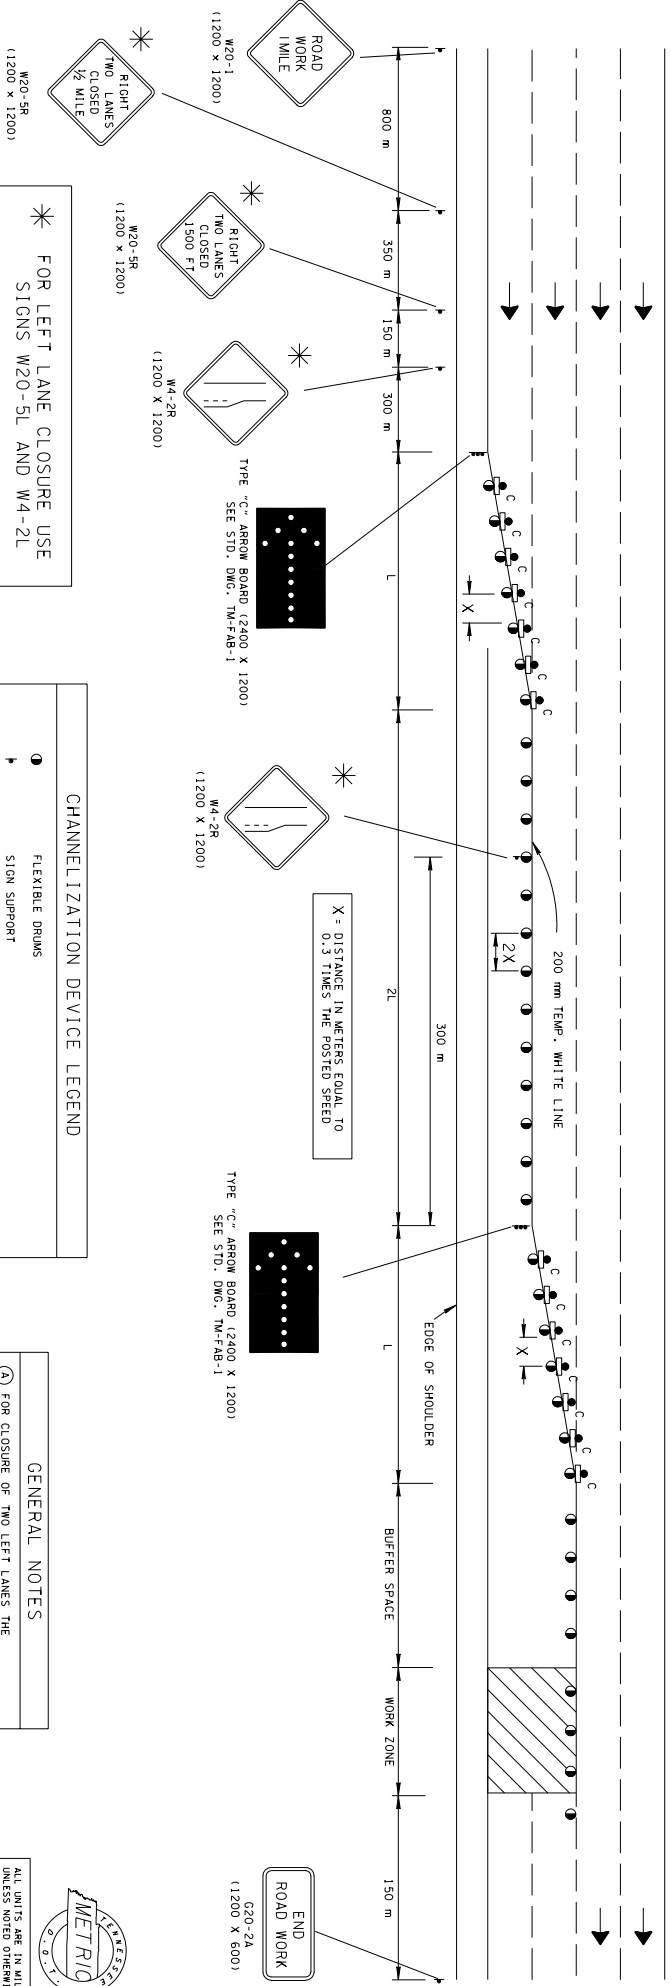 ROAD
WORK
1 MILE
W20-1
(1200 x 1200)
RIGHT
TWO LANES
CLOSED
½ MILE
W20-5R
(1200 x 1200)
RIGHT
TWO LANES
CLOSED
1500 FT
W20-5R
(1200 x 1200)
W4-2R
(1200 X 1200)
800 m
350 m
150 m
300 m
L
2L
L
BUFFER SPACE
WORK ZONE
150 m
TYPE "C" ARROW BOARD (2400 X 1200)
SEE STD. DWG. TM-FAB-1
C
C
C
C
C
C
C
X
W4-2R
(1200 X 1200)
2X
200 mm TEMP. WHITE LINE
300 m
X = DISTANCE IN METERS EQUAL TO
0.3 TIMES THE POSTED SPEED
TYPE "C" ARROW BOARD (2400 X 1200)
SEE STD. DWG. TM-FAB-1
C
C
C
C
C
C
C
X
EDGE OF SHOULDER
END
ROAD WORK
G20-2A
(1200 X 600)
FOR LEFT LANE CLOSURE USE
SIGNS W20-5L AND W4-2L
CHANNELIZATION DEVICE LEGEND
FLEXIBLE DRUMS
SIGN SUPPORT
GENERAL NOTES
(A) FOR CLOSURE OF TWO LEFT LANES THE
TENNESSEE
METRIC
D.O.T.
ALL UNITS ARE IN MIL
UNLESS NOTED OTHERWI